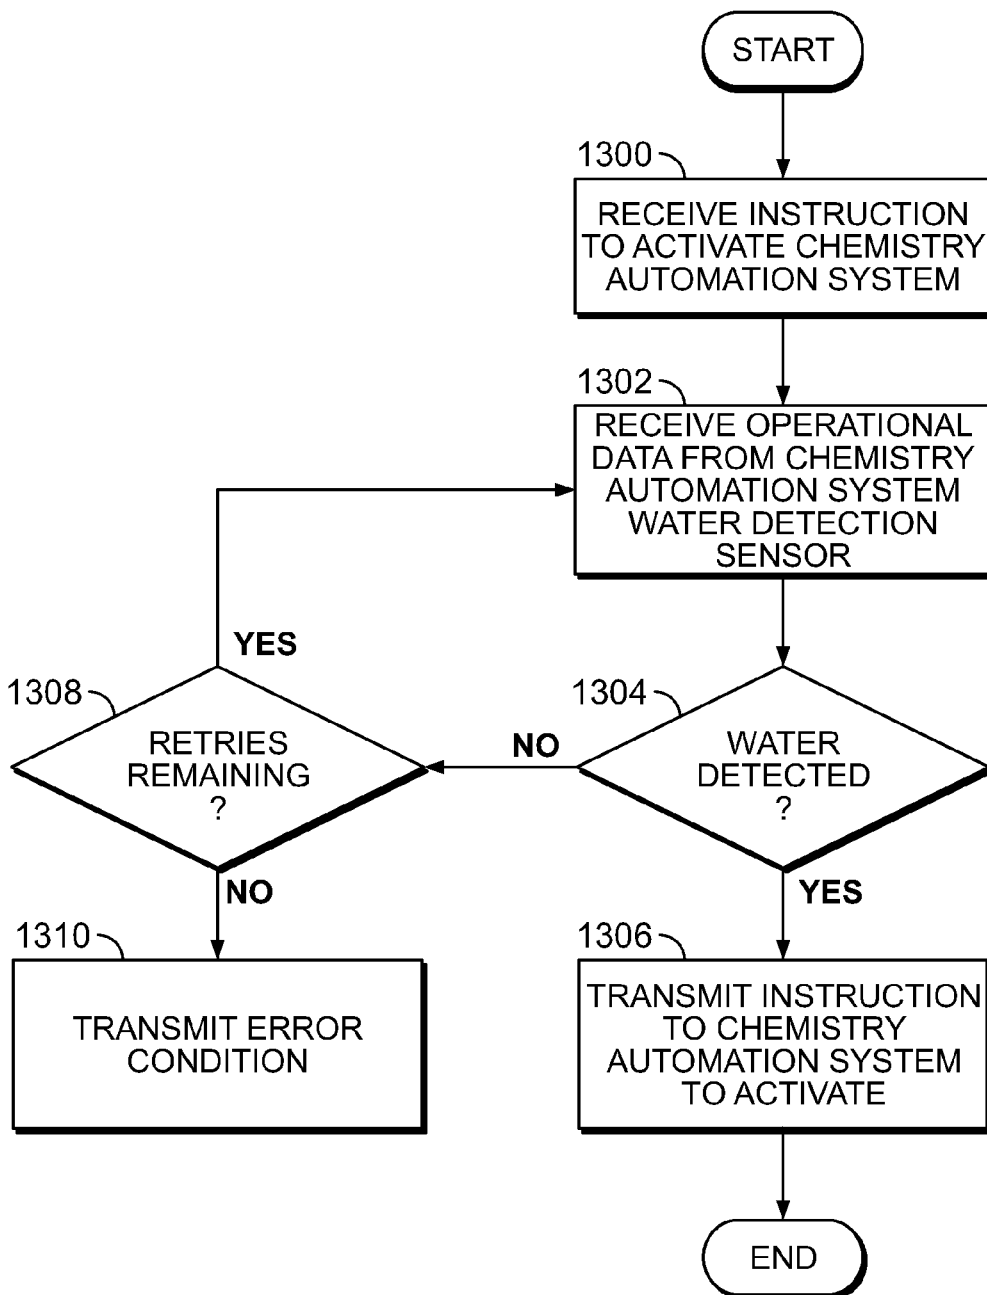 START
1300
RECEIVE INSTRUCTION
TO ACTIVATE CHEMISTRY
AUTOMATION SYSTEM
1302
RECEIVE OPERATIONAL
DATA FROM CHEMISTRY
AUTOMATION SYSTEM
WATER DETECTION
SENSOR
YES
1308
RETRIES
REMAINING
?
NO
1304
WATER
DETECTED
?
NO
YES
1310
TRANSMIT ERROR
CONDITION
1306
TRANSMIT INSTRUCTION
TO CHEMISTRY
AUTOMATION SYSTEM
TO ACTIVATE
END